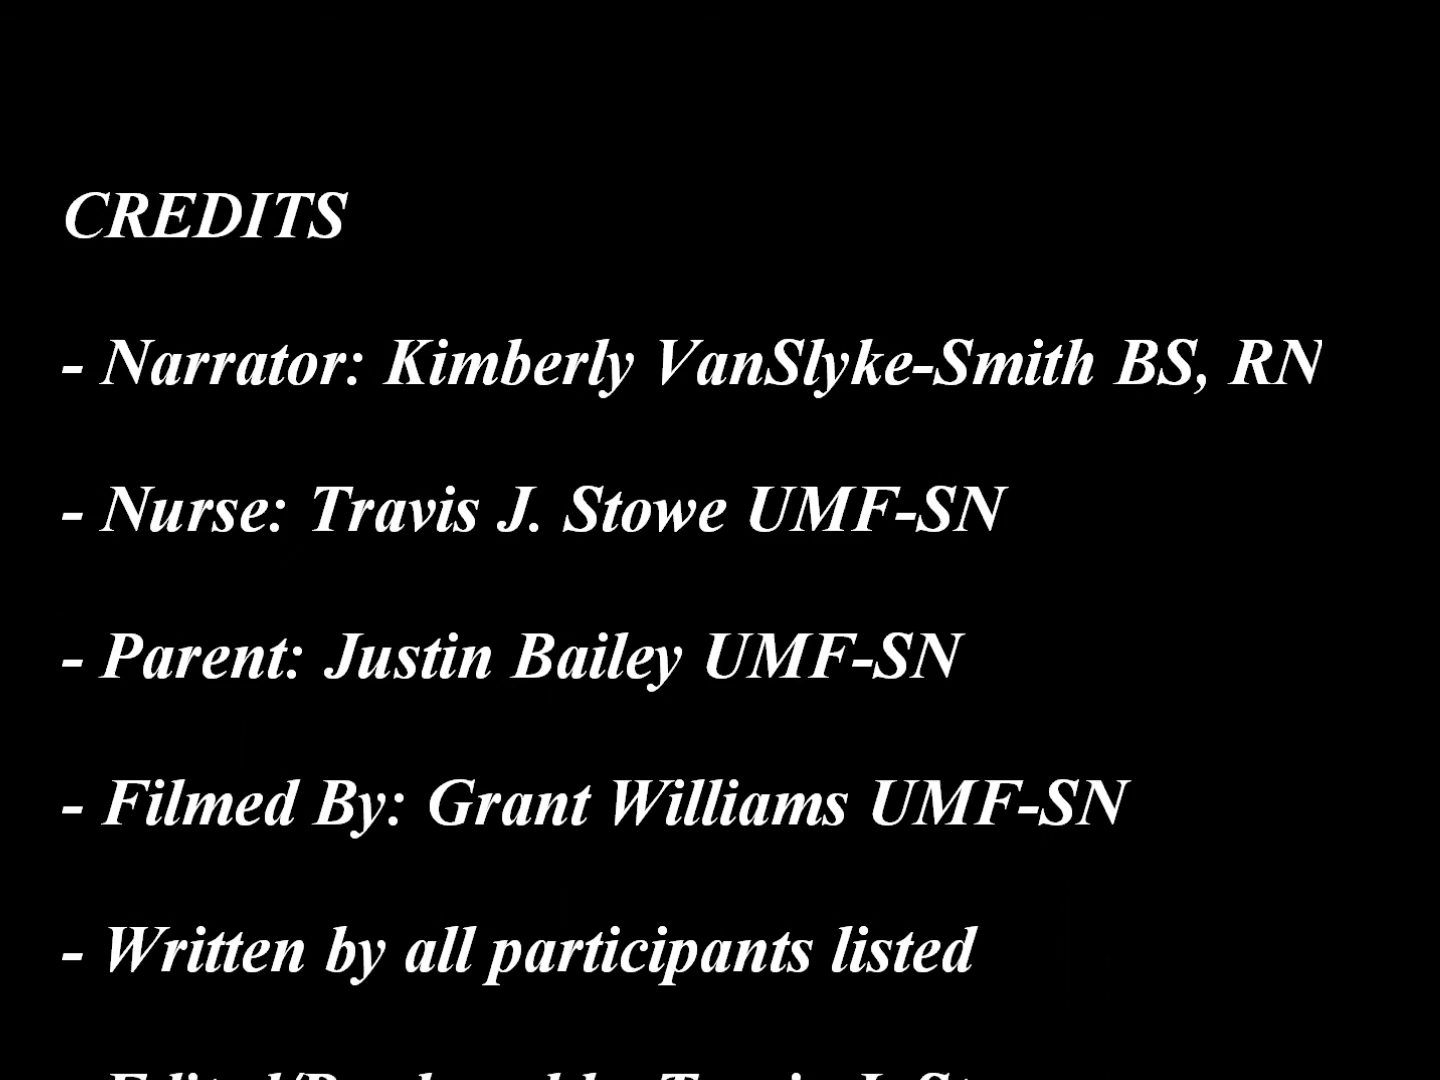 CREDITS
- Narrator: Kimberly VanSlyke-Smith BS, RN
- Nurse: Travis J. Stowe UMF-SN
- Parent: Justin Bailey UMF-SN
- Filmed By: Grant Williams UMF-SN
- Written by all participants listed